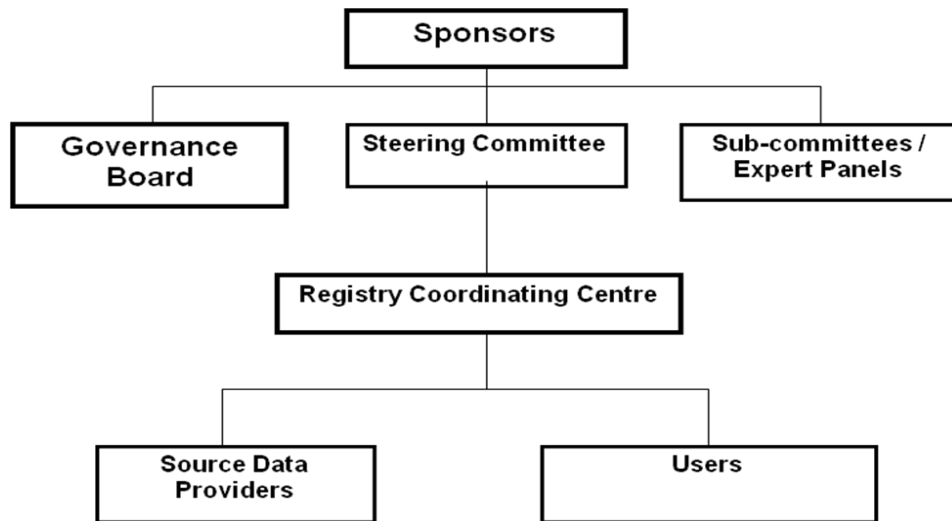 Sponsors
Governance
Board
Steering Committee
Sub-committees /
Expert Panels
Registry Coordinating Centre
Source Data
Providers
Users